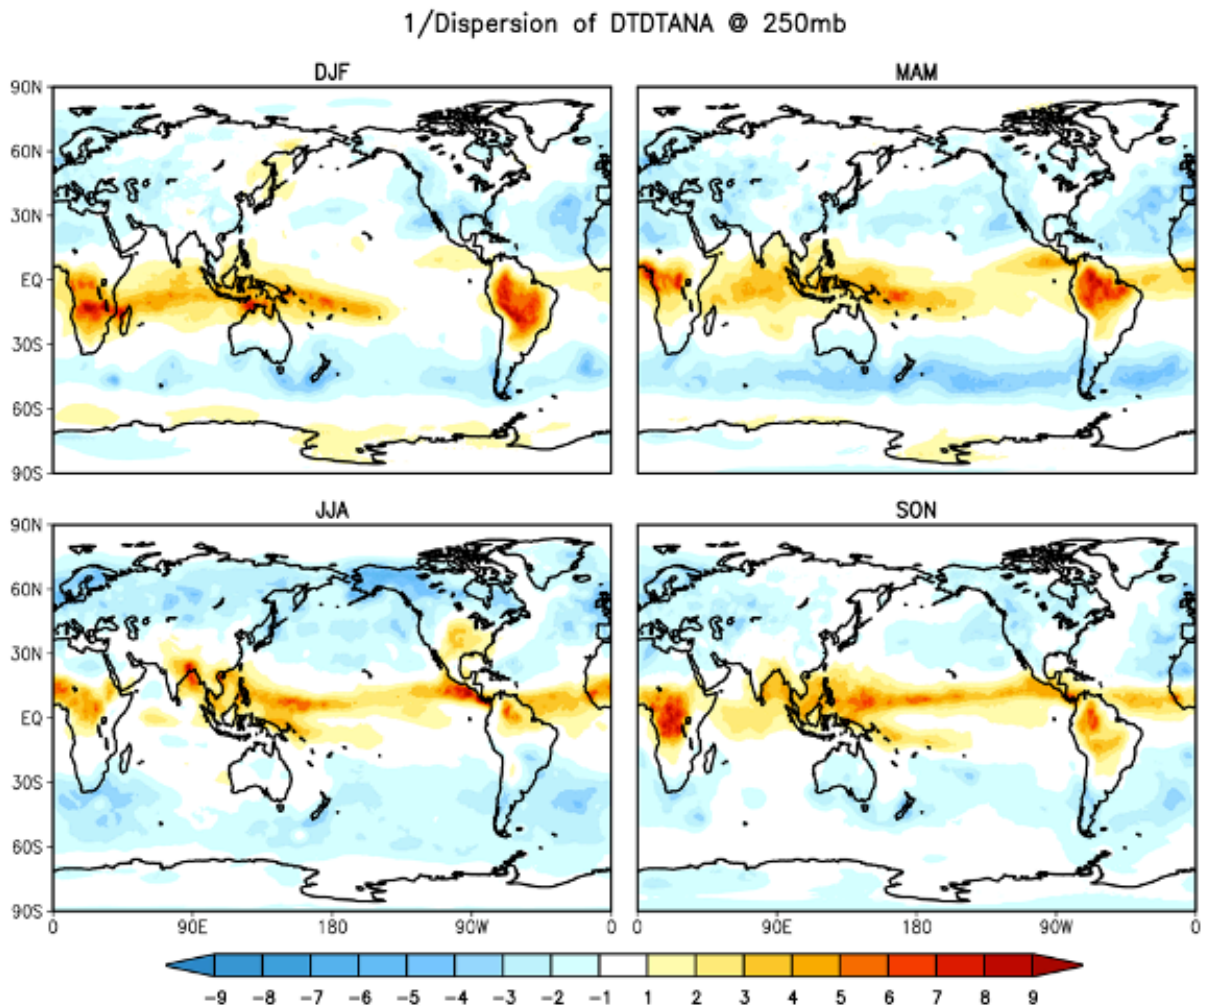 1/Dispersion of DTDTANA @ 250mb
DJF
MAM
90N
60N
30N
EQ
30S
60S
90S
JJA
SON
90N
60N
30N
EQ
30S
60S
90S
0 90E 180 90W 0 0 90E 180 90W 0
-9 -8 -7 -6 -5 -4 -3 -2 -1 1 2 3 4 5 6 7 8 9